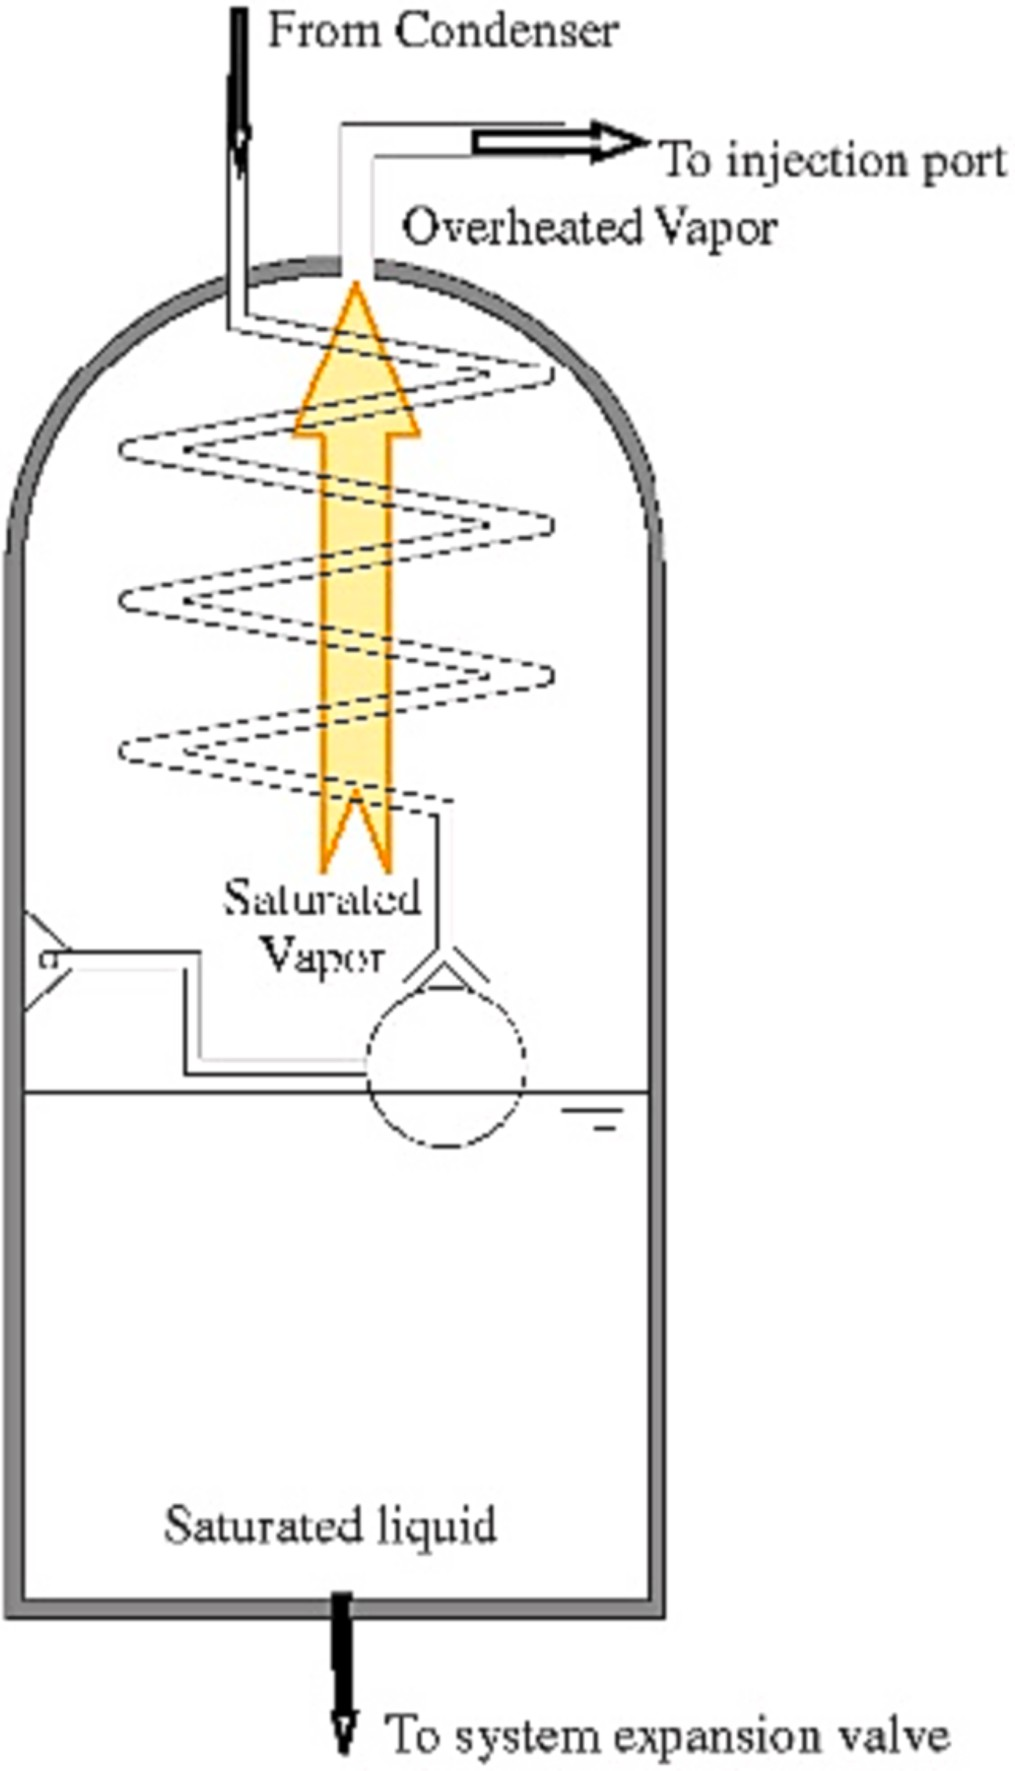 From Condenser
To injection port
Overheated Vapor
Saturated
Vapor
Saturated liquid
To system expansion valve